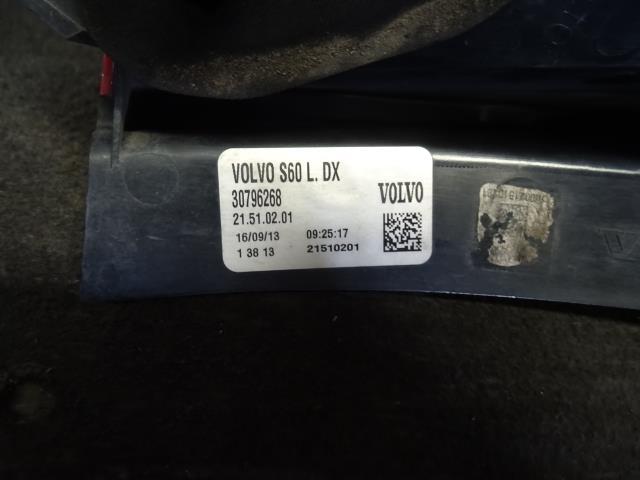 VOLVO S60 L. DX
30796268 VOLVO
21.51.02.01
16/09/13 09:25:17
1 38 13 21510201